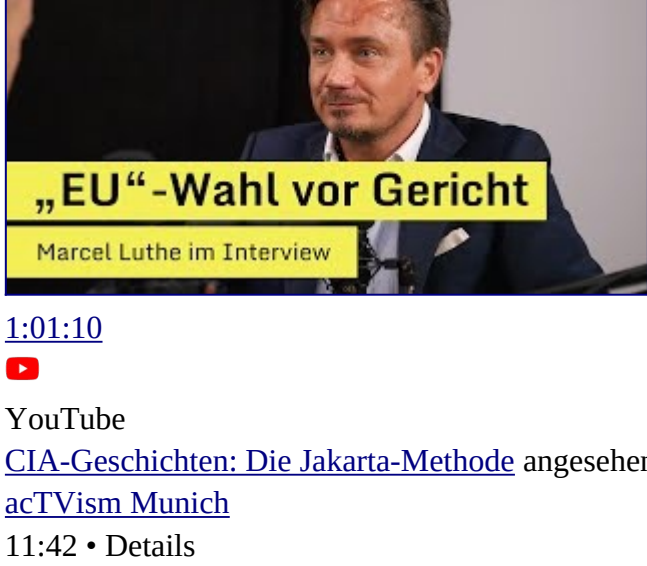 „EU“-Wahl vor Gericht
Marcel Luthe im Interview
1:01:10
YouTube
CIA-Geschichten: Die Jakarta-Methode angesehen
acTVism Munich
11:42 • Details